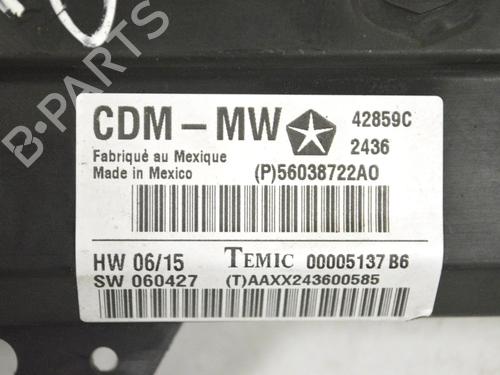 CDM – MW 42859C
2436
Fabriqué au Mexique
Made in Mexico (P)56038722AO
HW 06/15 TEMIC 00005137 B6
SW 060427 (T)AAXX243600585